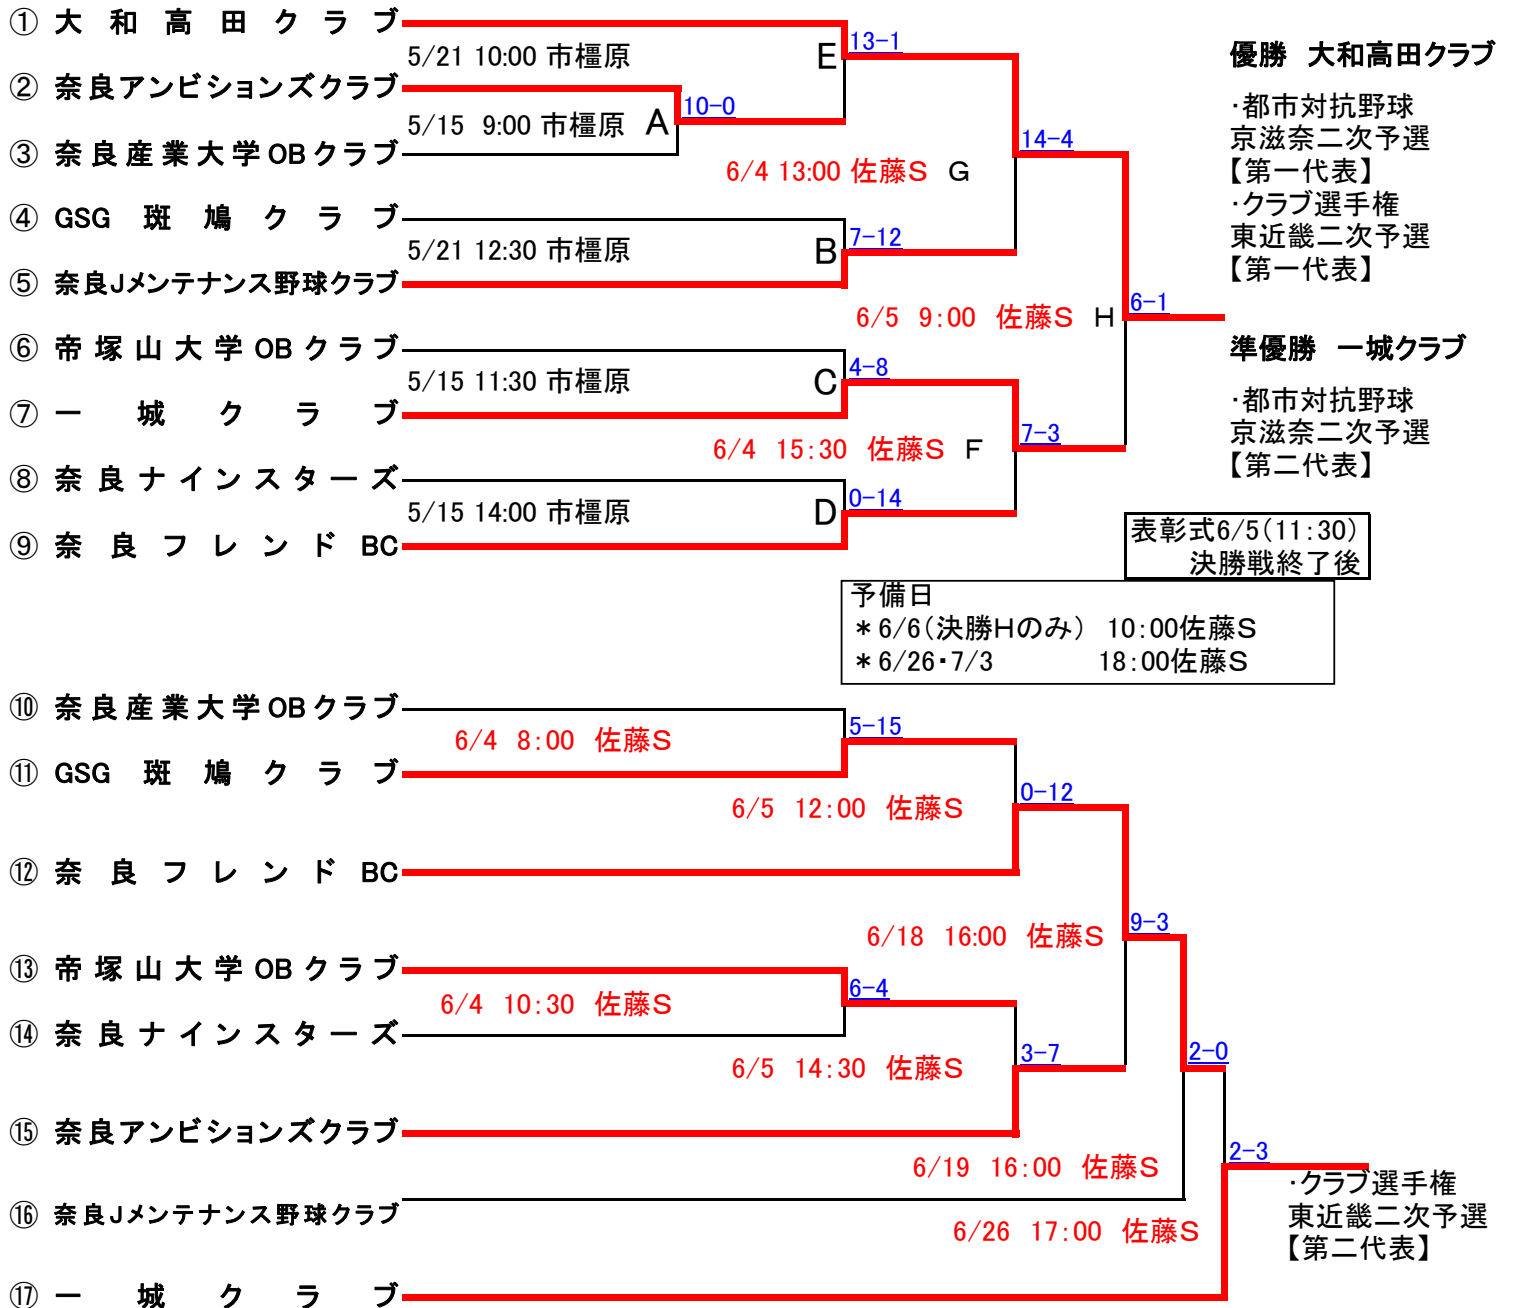 ① 大和高田クラブ
13-1
5/21 10:00 市橿原 E
② 奈良アンビションズクラブ
10-0
5/15 9:00 市橿原 A
③ 奈良産業大学OBクラブ
14-4
6/4 13:00 佐藤S G
④ GSG 斑鳩クラブ
7-12
5/21 12:30 市橿原 B
⑤ 奈良Jメンテナンス野球クラブ
6-1
6/5 9:00 佐藤S H
⑥ 帝塚山大学OBクラブ
4-8
5/15 11:30 市橿原 C
⑦ 一城クラブ
7-3
6/4 15:30 佐藤S F
⑧ 奈良ナインスターズ
0-14
5/15 14:00 市橿原 D
⑨ 奈良フレンドBC
優勝 大和高田クラブ
・都市対抗野球
京滋奈二次予選
【第一代表】
・クラブ選手権
東近畿二次予選
【第一代表】
準優勝 一城クラブ
・都市対抗野球
京滋奈二次予選
【第二代表】
表彰式6/5(11:30)
決勝戦終了後
予備日
*6/6(決勝Hのみ) 10:00佐藤S
*6/26・7/3 18:00佐藤S
⑩ 奈良産業大学OBクラブ
5-15
6/4 8:00 佐藤S
⑪ GSG 斑鳩クラブ
0-12
6/5 12:00 佐藤S
⑫ 奈良フレンドBC
9-3
6/18 16:00 佐藤S
⑬ 帝塚山大学OBクラブ
6-4
6/4 10:30 佐藤S
⑭ 奈良ナインスターズ
3-7
2-0
6/5 14:30 佐藤S
⑮ 奈良アンビションズクラブ
2-3
6/19 16:00 佐藤S
⑯ 奈良Jメンテナンス野球クラブ
6/26 17:00 佐藤S
・クラブ選手権
東近畿二次予選
【第二代表】
⑰ 一城クラブ